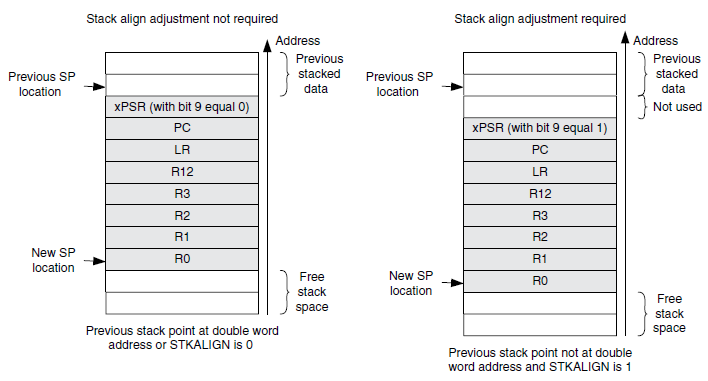 Stack align adjustment not required
Address
Previous
stacked
data
Previous SP
location
xPSR (with bit 9 equal 0)
PC
LR
R12
R3
R2
R1
R0
New SP
location
Free
stack
space
Previous stack point at double word
address or STKALIGN is 0
Stack align adjustment required
Address
Previous
stacked
data
Previous SP
location
Not used
xPSR (with bit 9 equal 1)
PC
LR
R12
R3
R2
R1
R0
New SP
location
Free
stack
space
Previous stack point not at double
word address and STKALIGN is 1